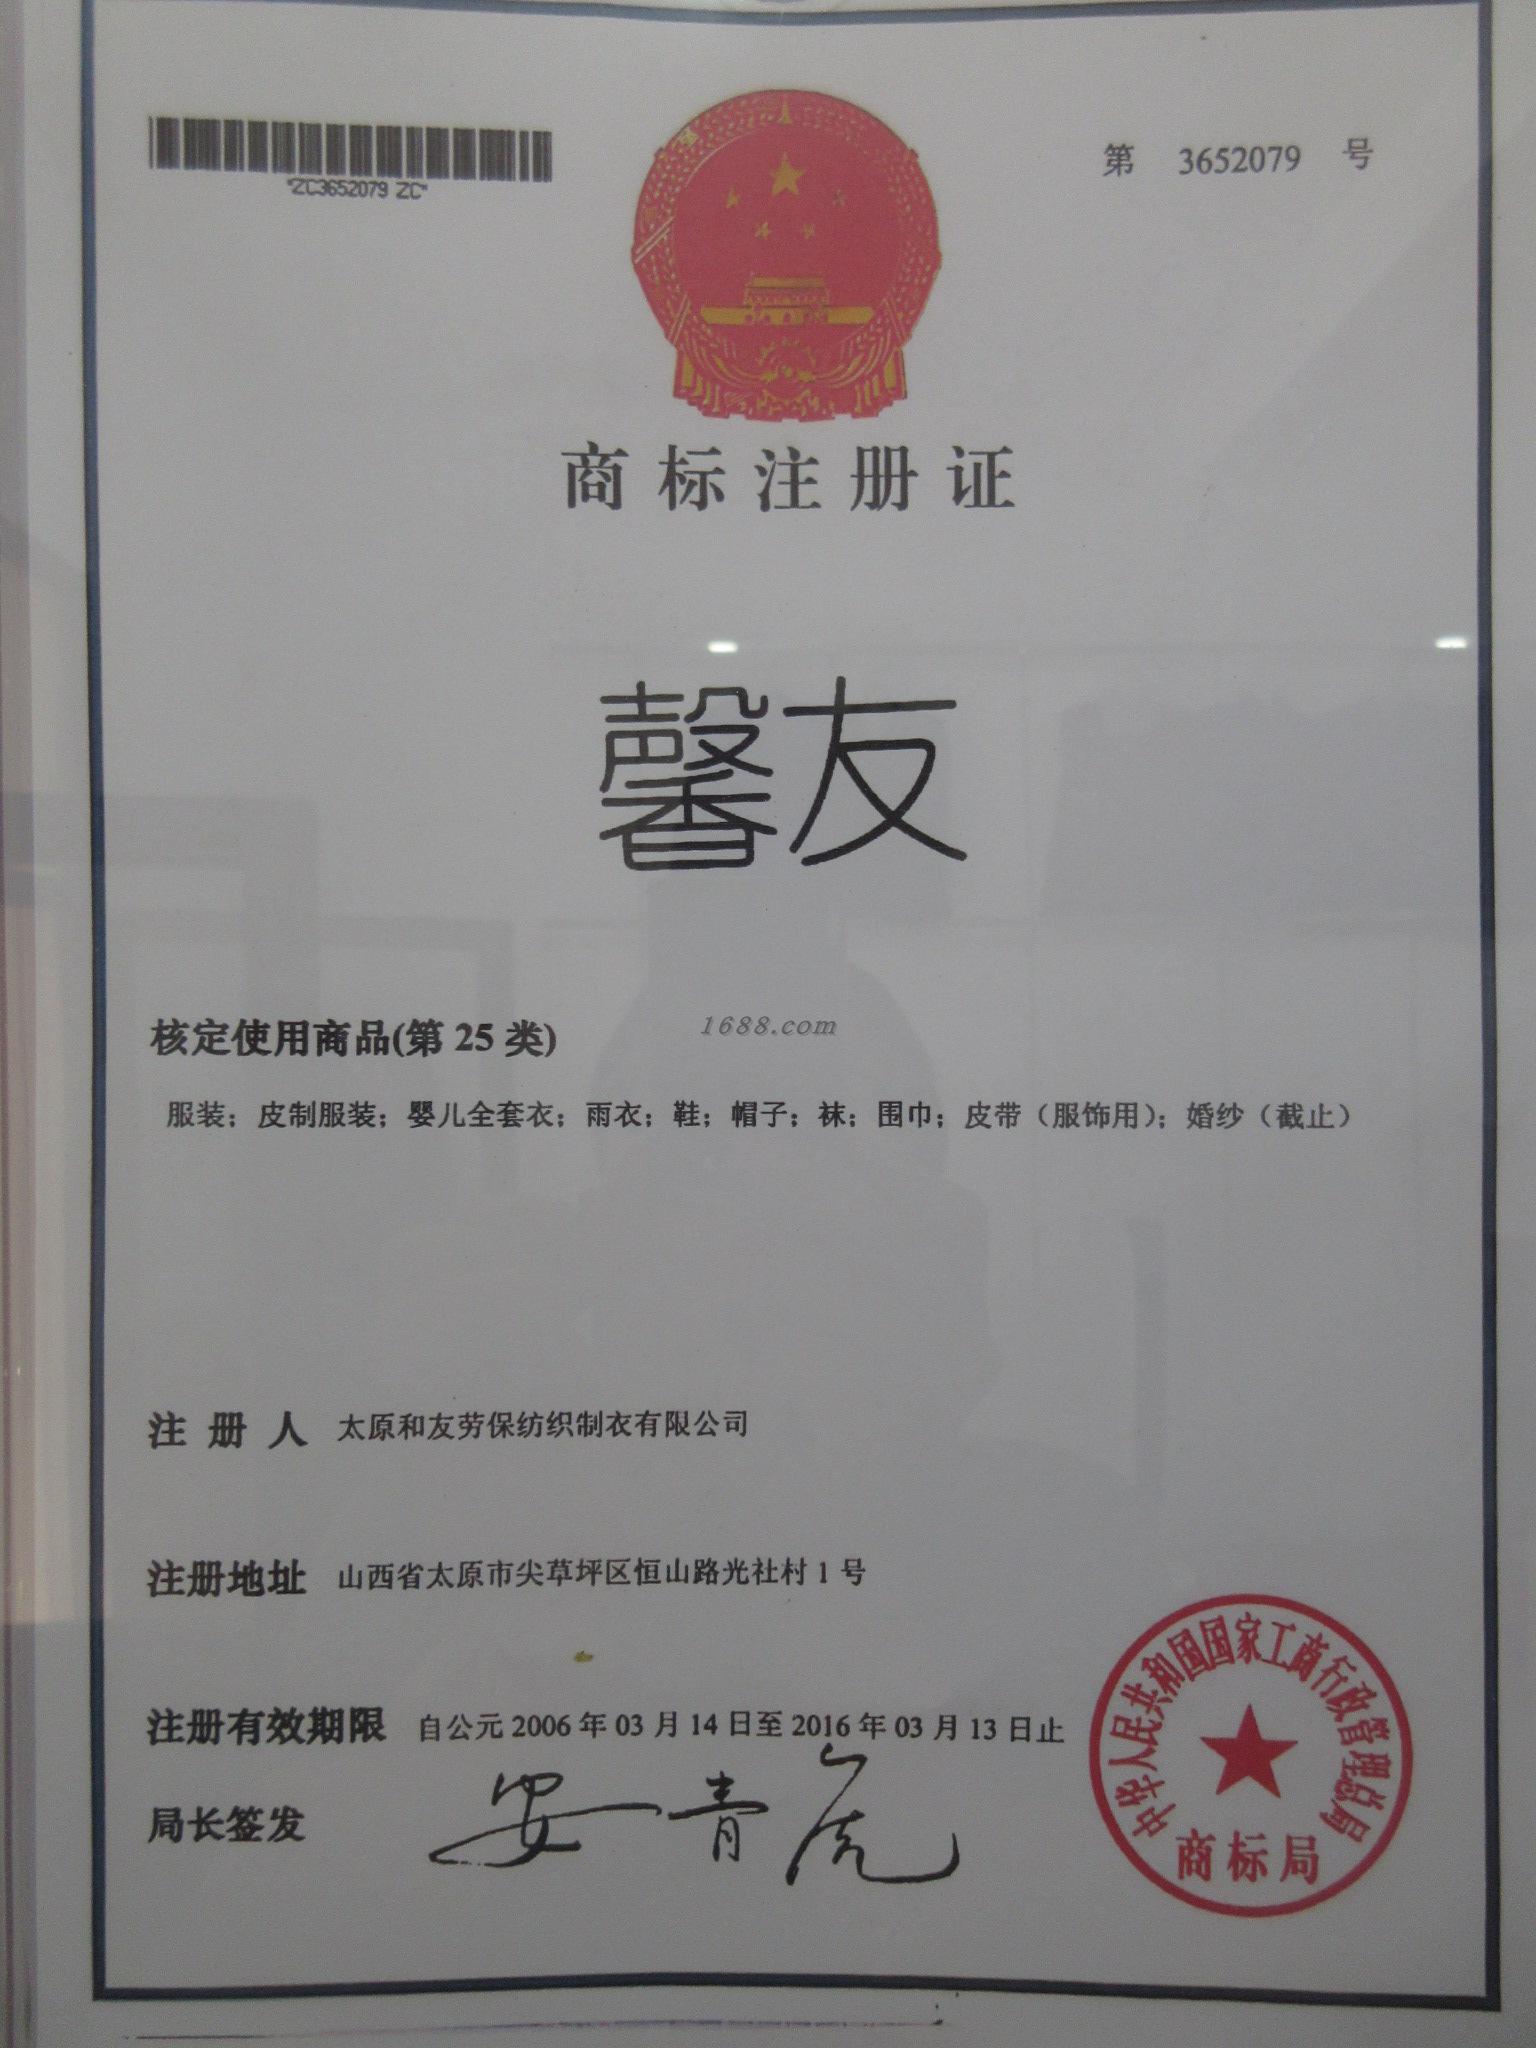 *ZC3652079 ZC*
第 3652079 号
商标注册证
馨友
1688.com
核定使用商品(第 25 类)
服装；皮制服装；婴儿全套衣；雨衣；鞋；帽子；袜；围巾；皮带（服饰用）；婚纱（截止）
注册人 太原和友劳保纺织制衣有限公司
注册地址 山西省太原市尖草坪区恒山路光社村 1 号
注册有效期限 自公元 2006 年 03 月 14 日至 2016 年 03 月 13 日止
局长签发 安青虎
中华人民共和国国家工商行政管理总局
商标局